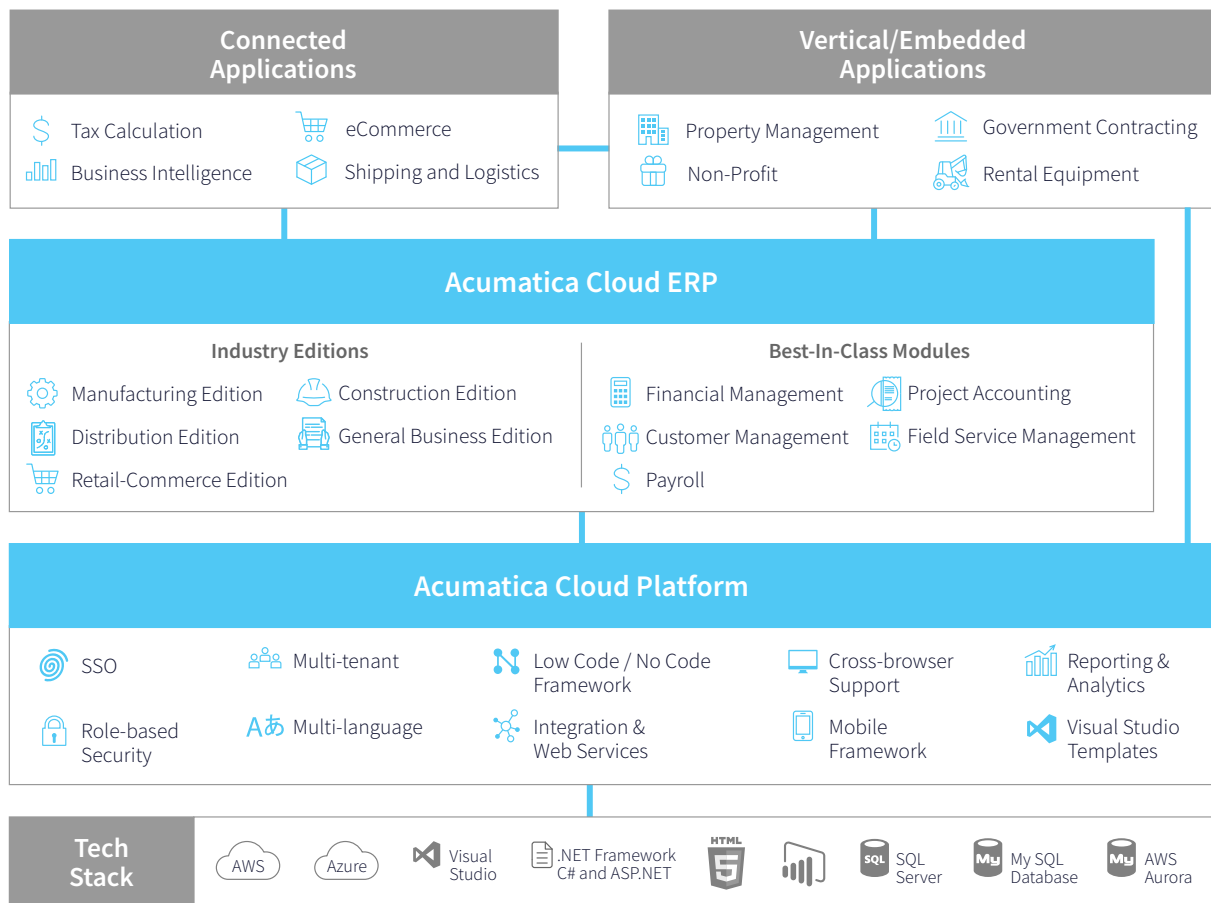 Connected
Applications
Tax Calculation
eCommerce
Business Intelligence
Shipping and Logistics
Vertical/Embedded
Applications
Property Management
Government Contracting
Non-Profit
Rental Equipment
Acumatica Cloud ERP
Industry Editions
Manufacturing Edition
Construction Edition
Distribution Edition
General Business Edition
Retail-Commerce Edition
Best-In-Class Modules
Financial Management
Project Accounting
Customer Management
Field Service Management
Payroll
Acumatica Cloud Platform
SSO
Multi-tenant
Low Code / No Code
Framework
Cross-browser
Support
Reporting &
Analytics
Role-based
Security
Aあ
Multi-language
Integration &
Web Services
Mobile
Framework
Visual Studio
Templates
Tech
Stack
AWS
Azure
Visual
Studio
.NET Framework
C# and ASP.NET
HTML
5
SQL
SQL
Server
My
My SQL
Database
My
AWS
Aurora